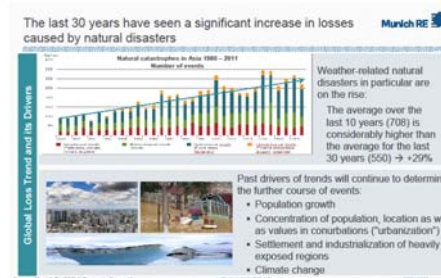 The last 30 years have seen a significant increase in losses
caused by natural disasters
Munich RE
Global Loss Trend and its Drivers
Natural catastrophes in Asia 1980 – 2011
Number of events
Weather-related natural
disasters in particular are
on the rise:
The average over the
last 10 years (708) is
considerably higher than
the average for the last
30 years (550) → +29%
Past drivers of trends will continue to determin
the further course of events:
• Population growth
• Concentration of population, location as w
as values in conurbations ("urbanization")
• Settlement and industrialization of heavily
exposed regions
• Climate change